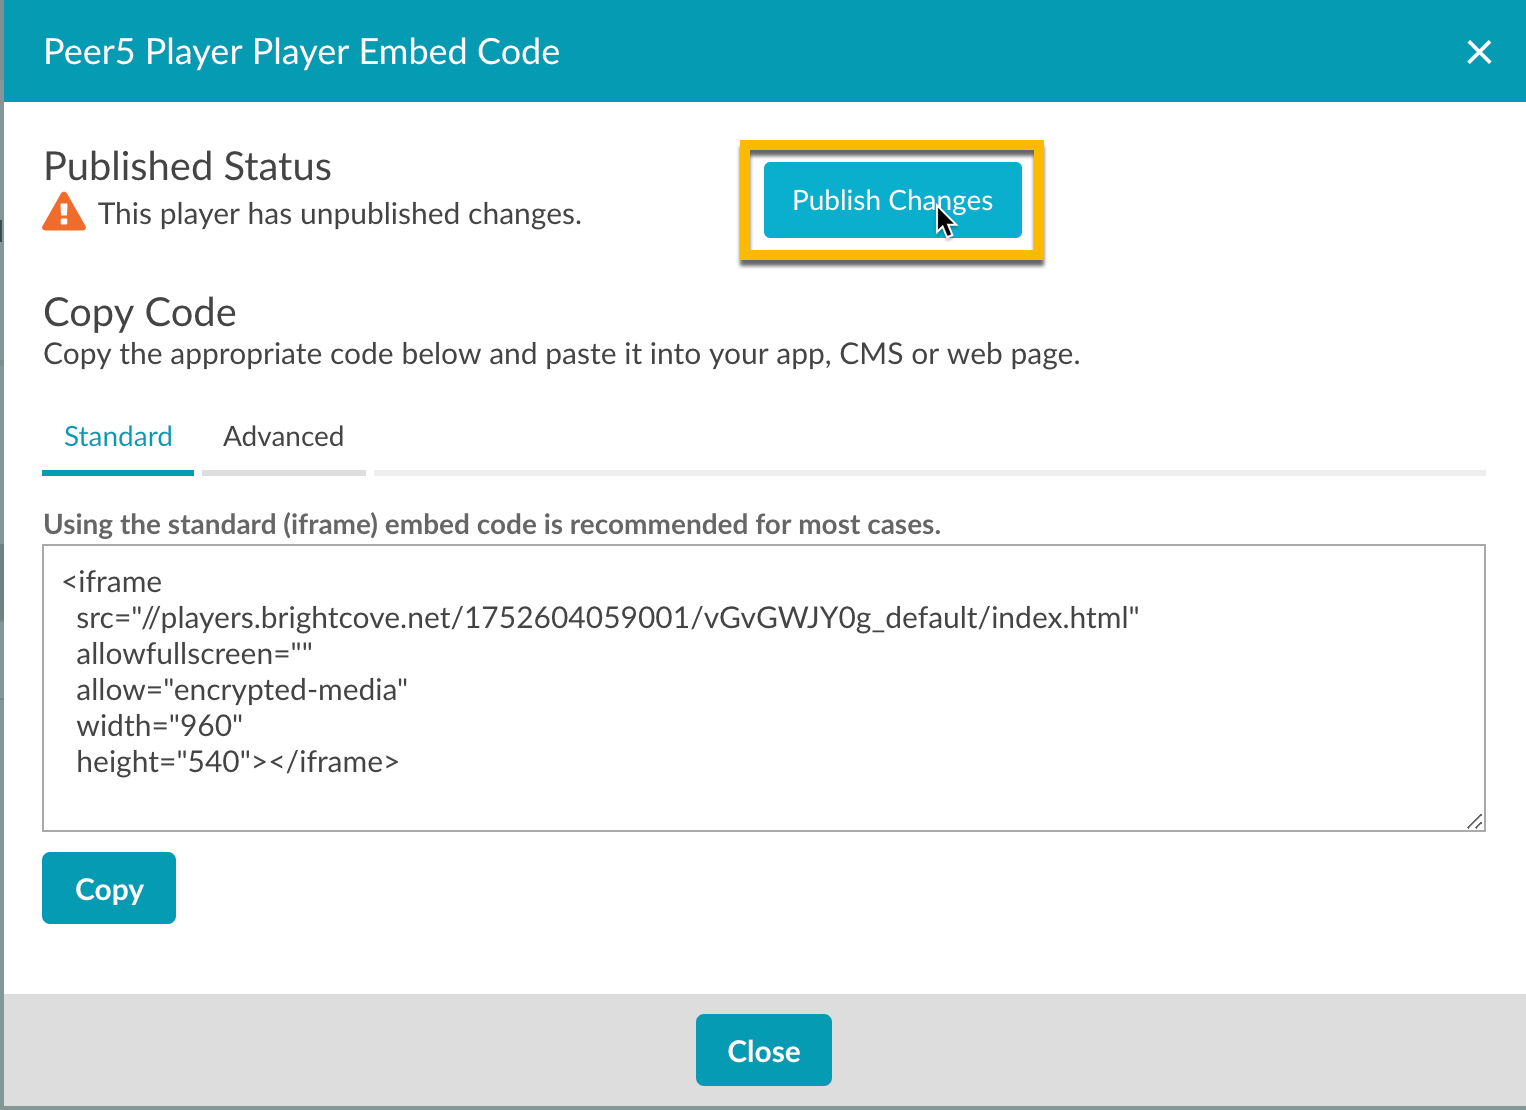 Peer5 Player Player Embed Code
Published Status
This player has unpublished changes.
Publish Changes
Copy Code
Copy the appropriate code below and paste it into your app, CMS or web page.
Standard Advanced
Using the standard (iframe) embed code is recommended for most cases.
<iframe
src="//players.brightcove.net/1752604059001/vGvGWJY0g_default/index.html"
allowfullscreen=""
allow="encrypted-media"
width="960"
height="540"></iframe>
Copy
Close